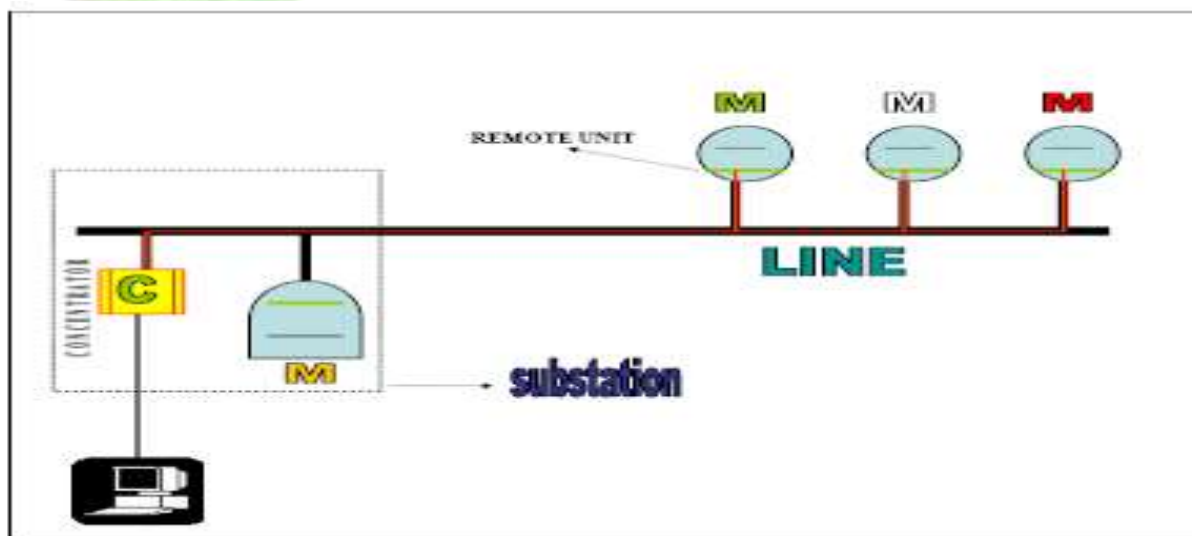 M M M
REMOTE UNIT
LINE
CONCENTRATOR
C
M
substation